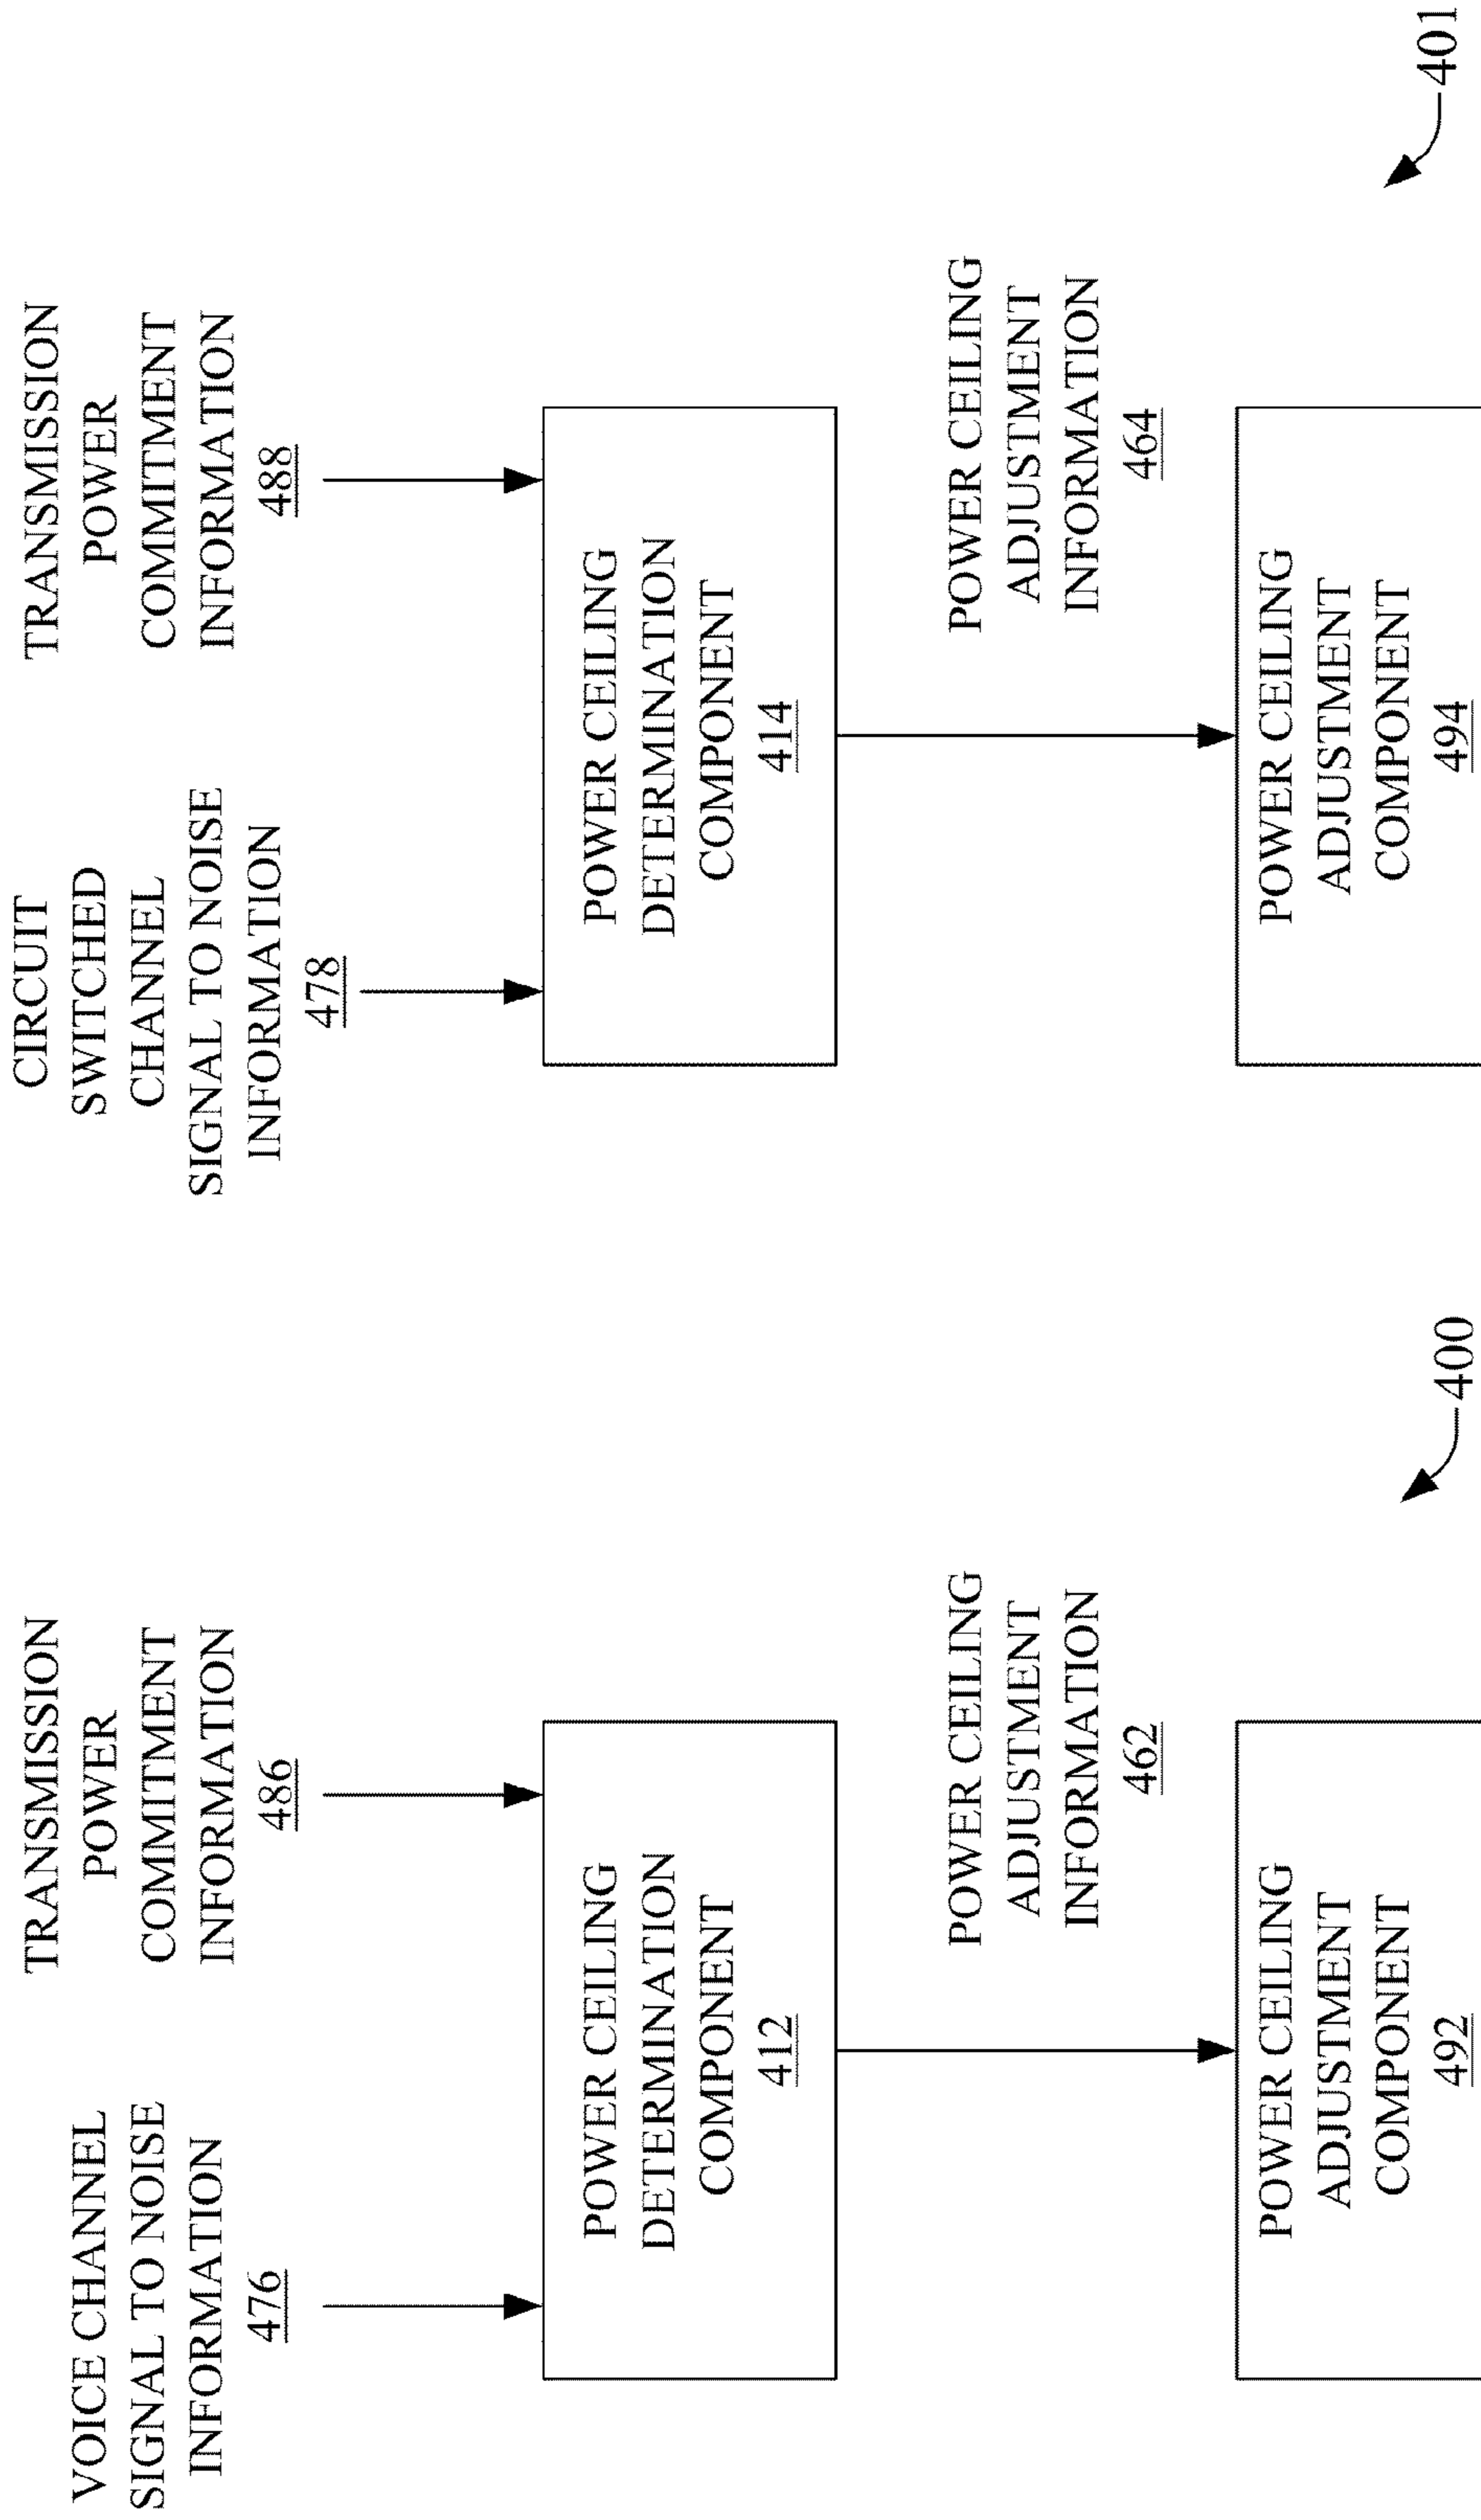 VOICE CHANNEL
SIGNAL TO NOISE
INFORMATION
476
TRANSMISSION
POWER
COMMITMENT
INFORMATION
486
POWER CEILING
DETERMINATION
COMPONENT
412
POWER CEILING
ADJUSTMENT
INFORMATION
462
POWER CEILING
ADJUSTMENT
COMPONENT
492
400
CIRCUIT
SWITCHED
CHANNEL
SIGNAL TO NOISE
INFORMATION
478
TRANSMISSION
POWER
COMMITMENT
INFORMATION
488
POWER CEILING
DETERMINATION
COMPONENT
414
POWER CEILING
ADJUSTMENT
INFORMATION
464
POWER CEILING
ADJUSTMENT
COMPONENT
494
401